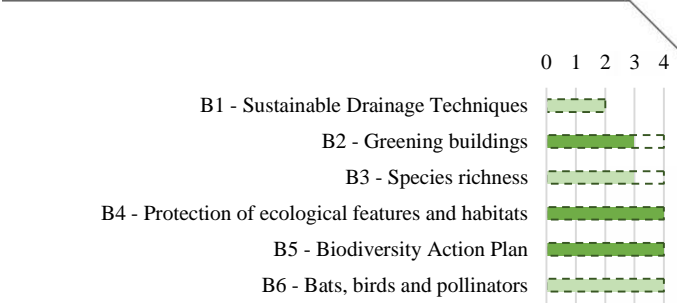 0 1 2 3 4
B1 - Sustainable Drainage Techniques
B2 - Greening buildings
B3 - Species richness
B4 - Protection of ecological features and habitats
B5 - Biodiversity Action Plan
B6 - Bats, birds and pollinators